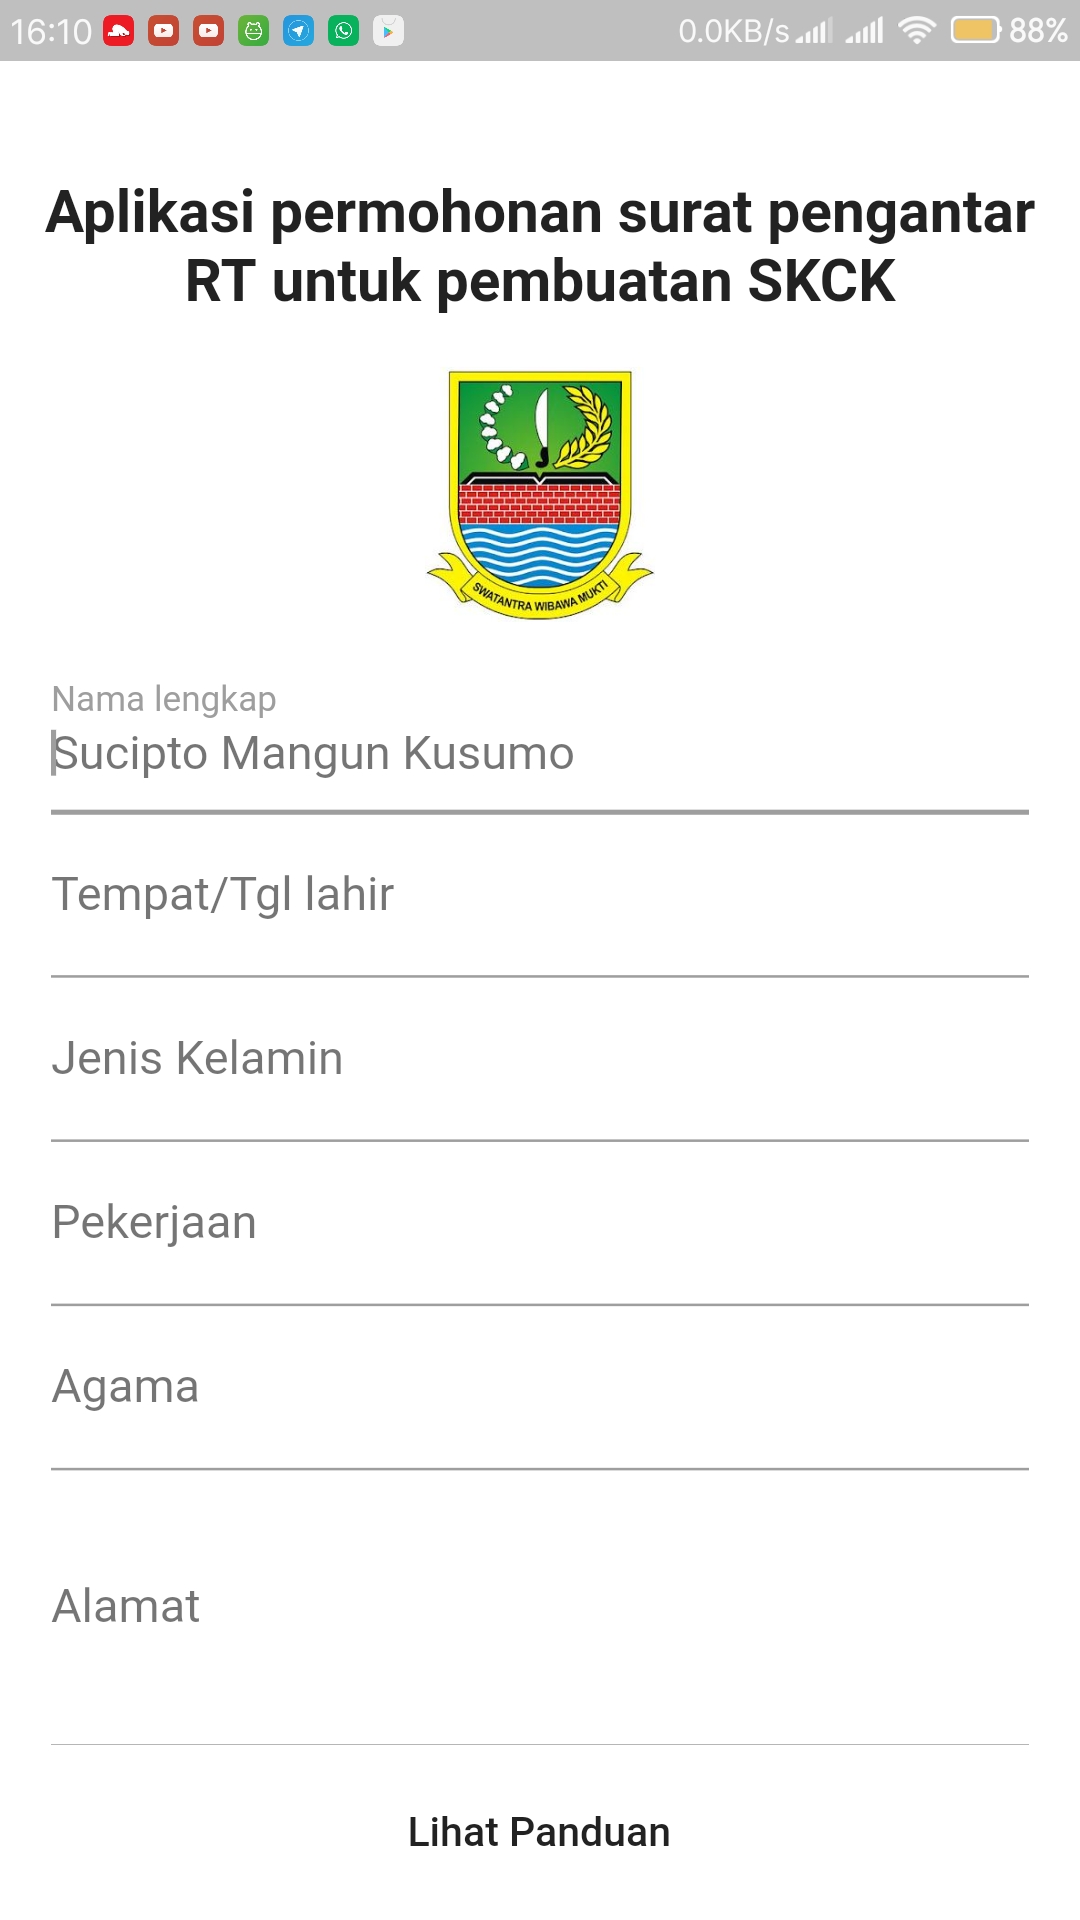 16:10 0.0KB/s 88%
Aplikasi permohonan surat pengantar
RT untuk pembuatan SKCK
SWATANTRA WIBAWA MUKTI
Nama lengkap
Sucipto Mangun Kusumo
Tempat/Tgl lahir
Jenis Kelamin
Pekerjaan
Agama
Alamat
Lihat Panduan